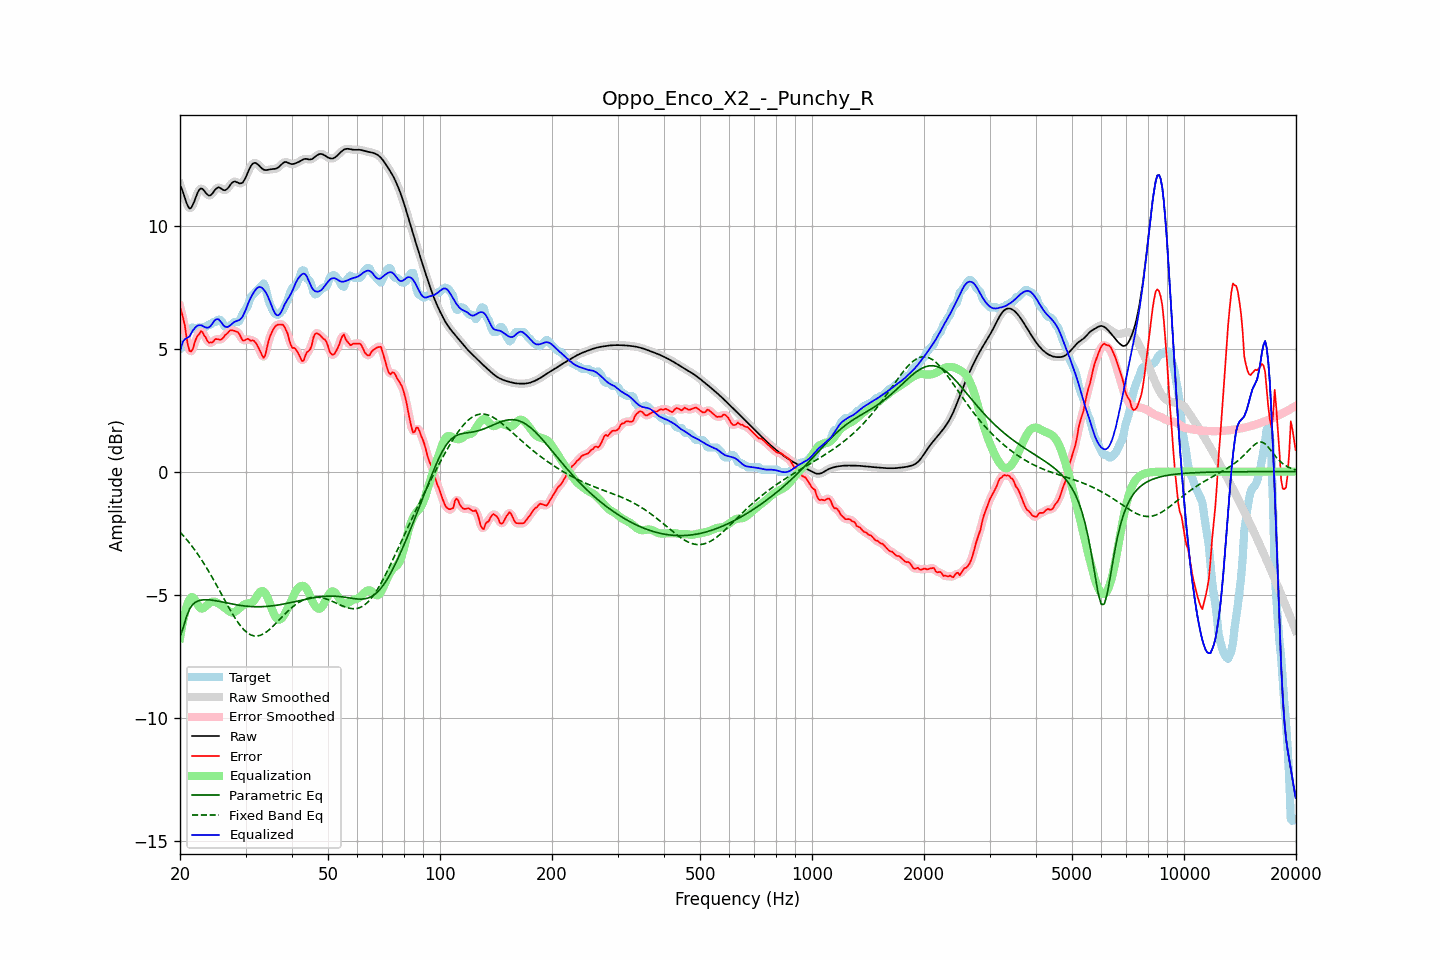 Oppo_Enco_X2_-_Punchy_R
Amplitude (dBr)
10
5
0
−5
−10
−15
Target
Raw Smoothed
Error Smoothed
Raw
Error
Equalization
Parametric Eq
Fixed Band Eq
Equalized
20 50 100 200 500 1000 2000 5000 10000 20000
Frequency (Hz)